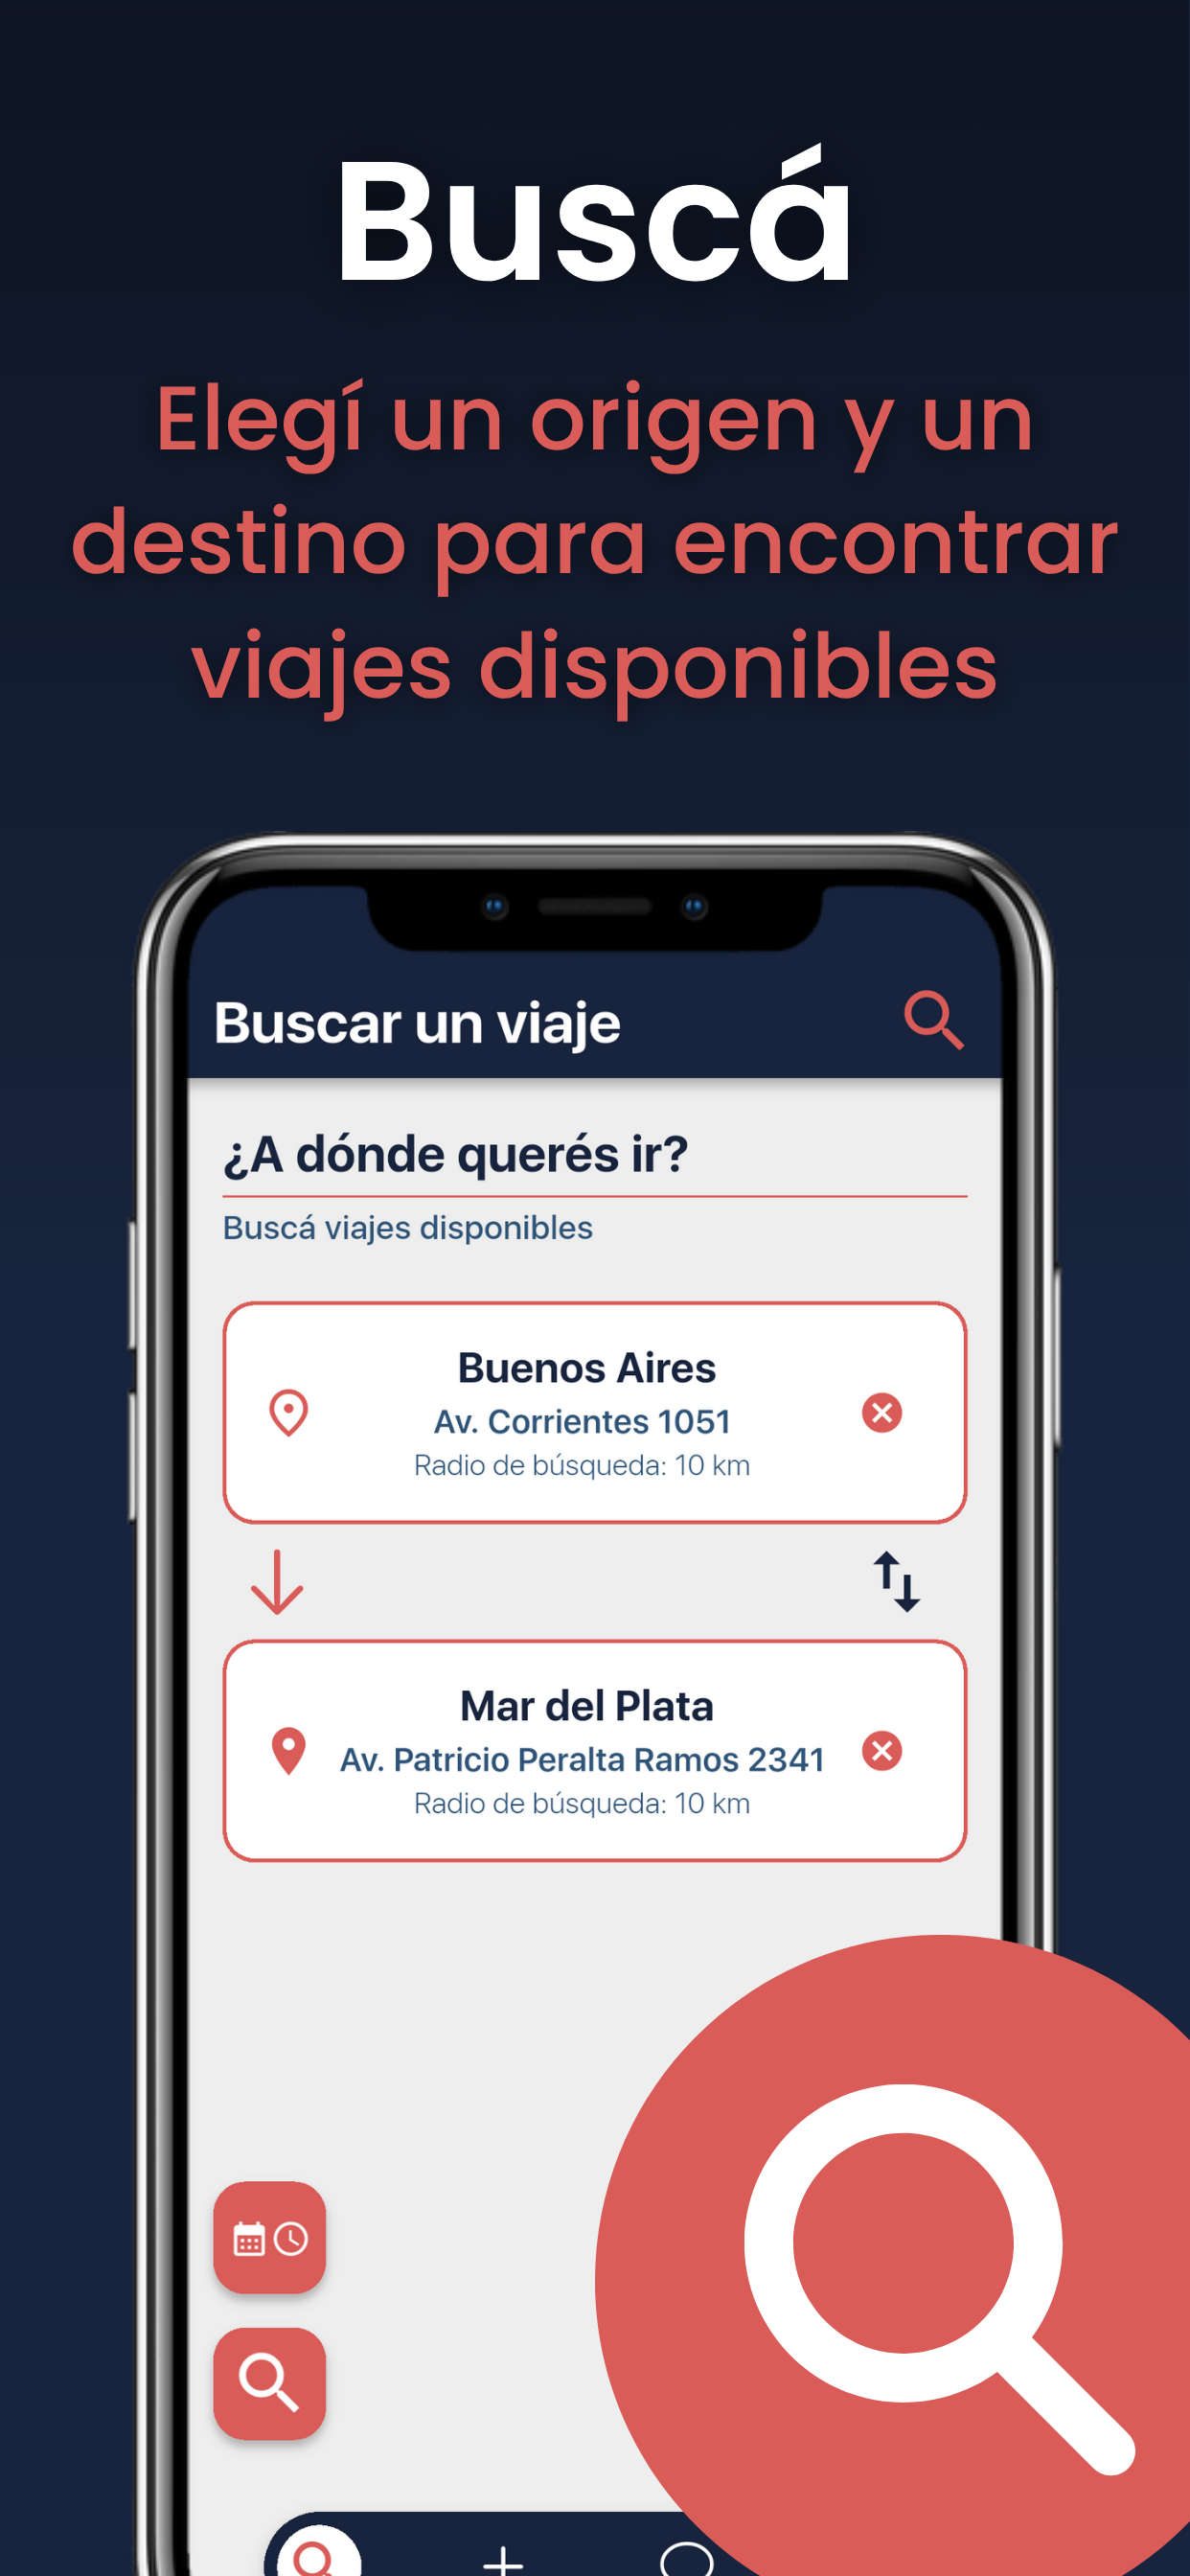 Buscá
Elegí un origen y un
destino para encontrar
viajes disponibles
Buscar un viaje
¿A dónde querés ir?
Buscá viajes disponibles
Buenos Aires
Av. Corrientes 1051
Radio de búsqueda: 10 km
Mar del Plata
Av. Patricio Peralta Ramos 2341
Radio de búsqueda: 10 km